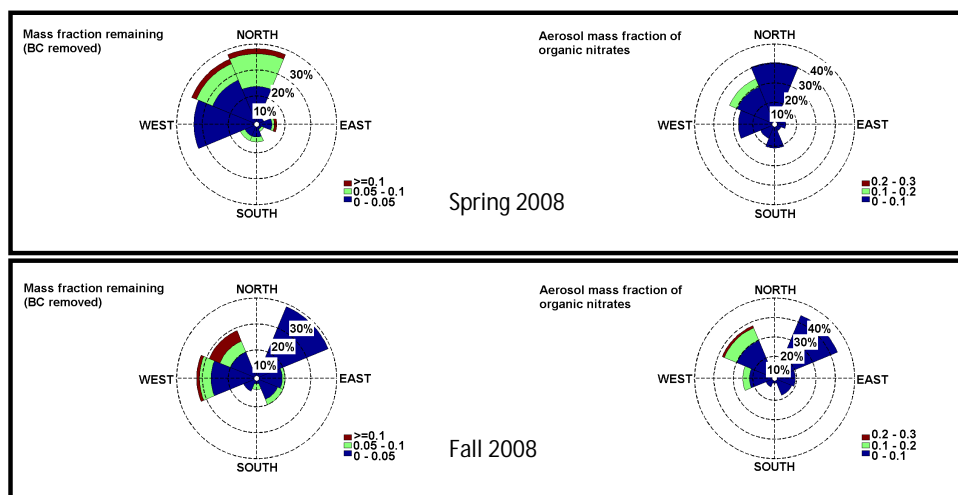 Mass fraction remaining
(BC removed)
NORTH
30%
20%
10%
WEST
EAST
SOUTH
>=0.1
0.05 - 0.1
0 - 0.05
Spring 2008
Aerosol mass fraction of
organic nitrates
NORTH
40%
30%
20%
10%
WEST
EAST
SOUTH
0.2 - 0.3
0.1 - 0.2
0 - 0.1
Mass fraction remaining
(BC removed)
NORTH
30%
20%
10%
WEST
EAST
SOUTH
>=0.1
0.05 - 0.1
0 - 0.05
Fall 2008
Aerosol mass fraction of
organic nitrates
NORTH
40%
30%
20%
10%
WEST
EAST
SOUTH
0.2 - 0.3
0.1 - 0.2
0 - 0.1